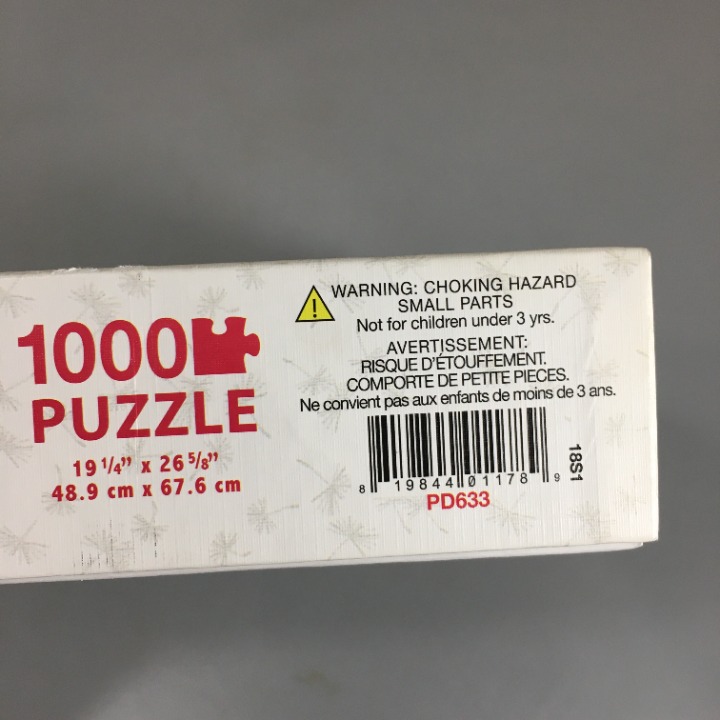 1000
PUZZLE
19 1/4" x 26 5/8"
48.9 cm x 67.6 cm
WARNING: CHOKING HAZARD
SMALL PARTS
Not for children under 3 yrs.
AVERTISSEMENT:
RISQUE D'ÉTOUFFEMENT.
COMPORTE DE PETITE PIECES.
Ne convient pas aux enfants de moins de 3 ans.
8 19844 01178 9
PD633
18S1